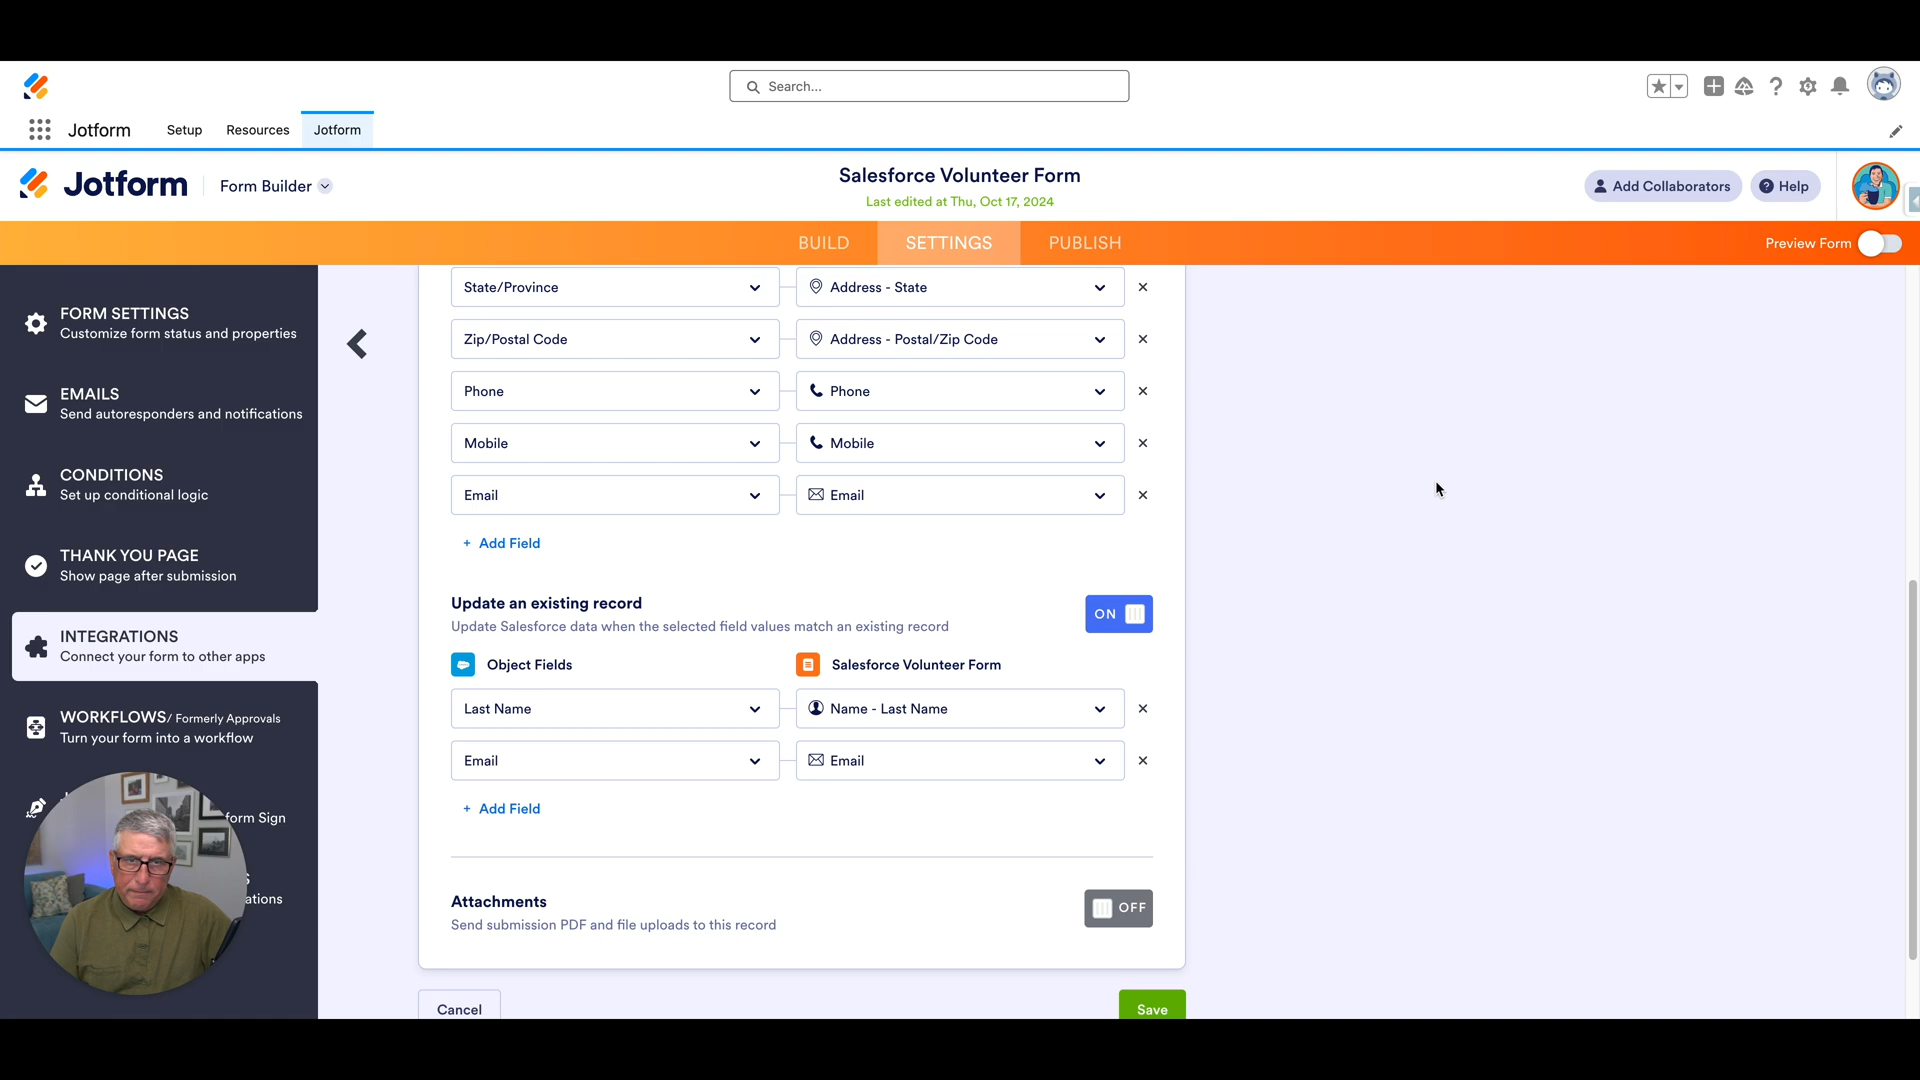 Search...
Jotform
Setup
Resources
Jotform
Jotform
Form Builder
Salesforce Volunteer Form
Last edited at Thu, Oct 17, 2024
Add Collaborators
Help
BUILD
SETTINGS
PUBLISH
Preview Form
FORM SETTINGS
Customize form status and properties
EMAILS
Send autoresponders and notifications
CONDITIONS
Set up conditional logic
THANK YOU PAGE
Show page after submission
INTEGRATIONS
Connect your form to other apps
WORKFLOWS/ Formerly Approvals
Turn your form into a workflow
form Sign
S
ations
State/Province
Address - State
Zip/Postal Code
Address - Postal/Zip Code
Phone
Phone
Mobile
Mobile
Email
Email
+ Add Field
Update an existing record
Update Salesforce data when the selected field values match an existing record
ON
Object Fields
Salesforce Volunteer Form
Last Name
Name - Last Name
Email
Email
+ Add Field
Attachments
Send submission PDF and file uploads to this record
OFF
Cancel
Save